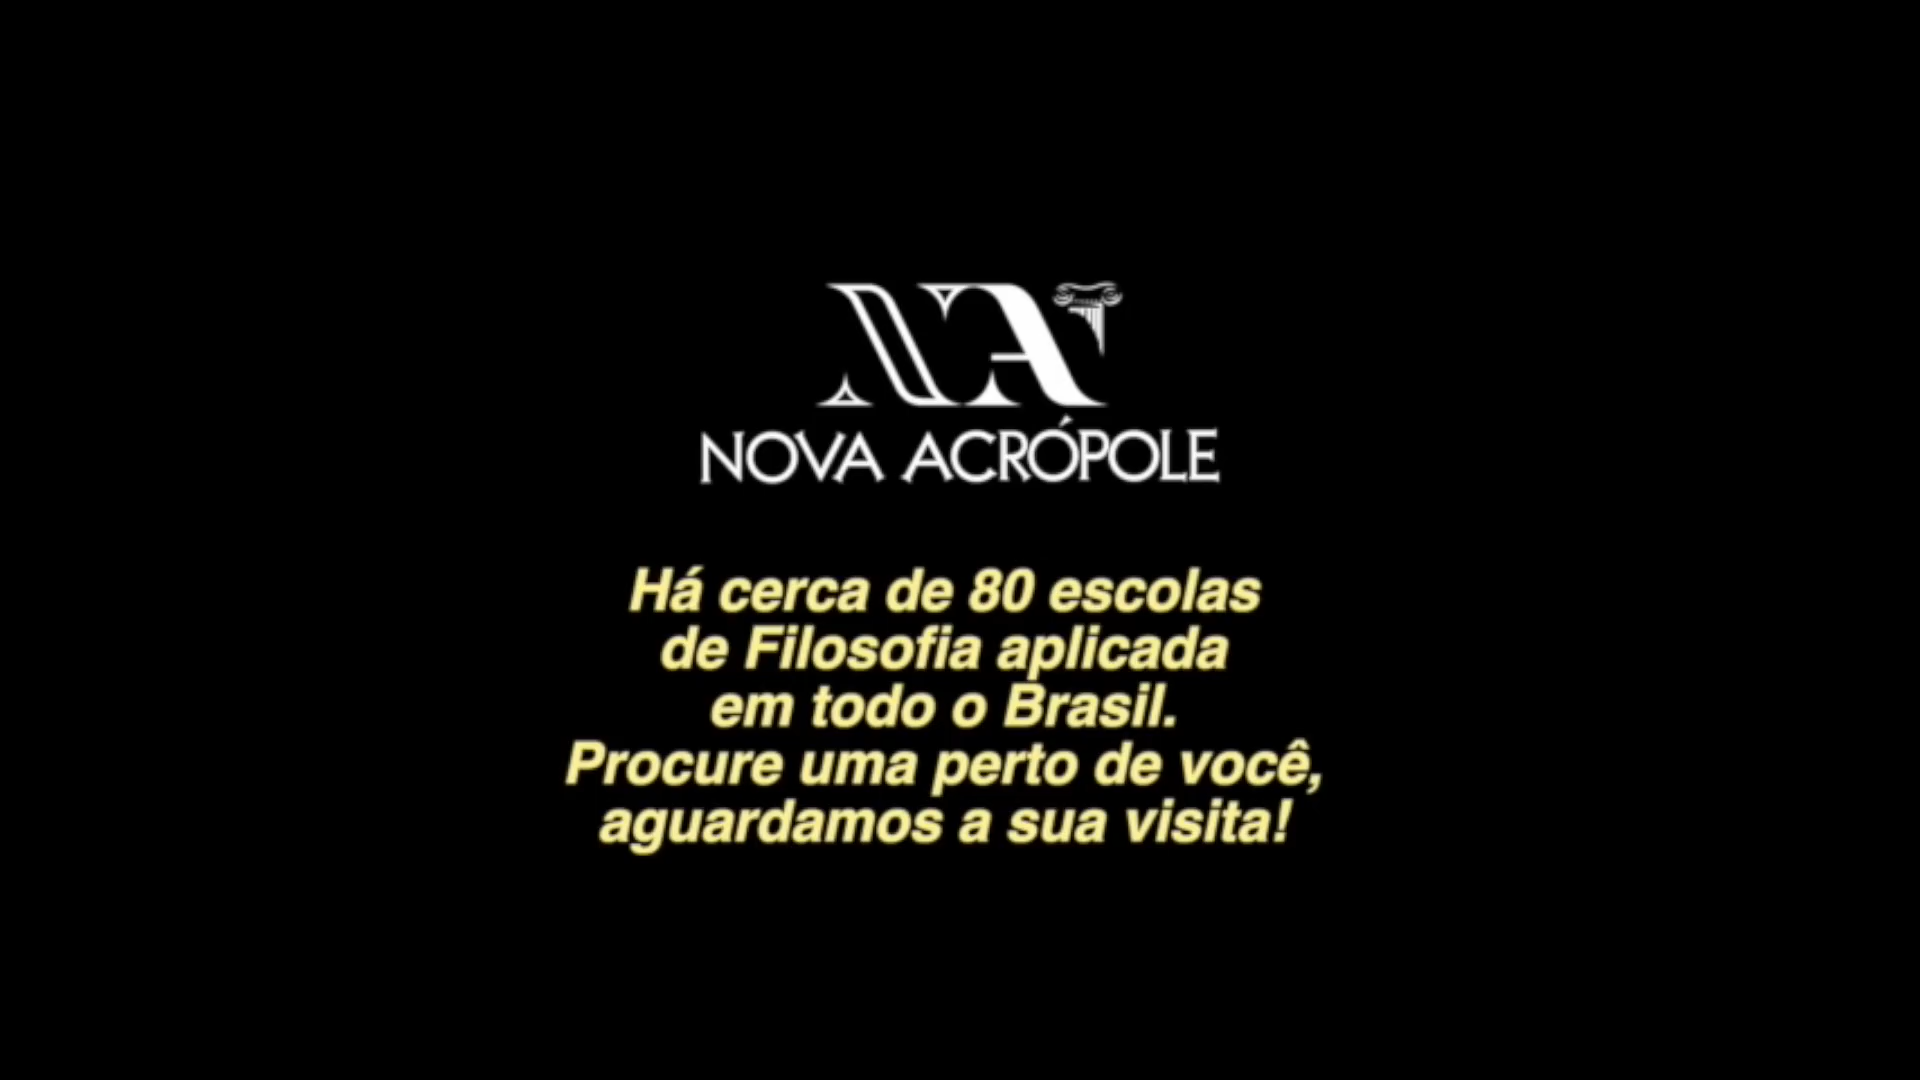 NA
NOVA ACRÓPOLE
Há cerca de 80 escolas
de Filosofia aplicada
em todo o Brasil.
Procure uma perto de você,
aguardamos a sua visita!